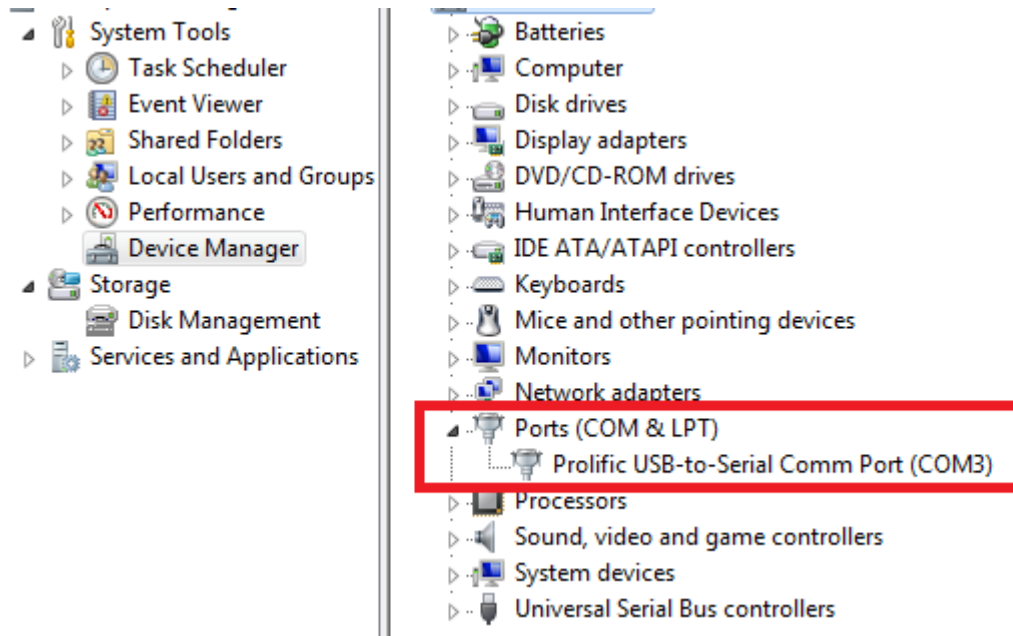 System Tools
Task Scheduler
Event Viewer
Shared Folders
Local Users and Groups
Performance
Device Manager
Storage
Disk Management
Services and Applications
Batteries
Computer
Disk drives
Display adapters
DVD/CD-ROM drives
Human Interface Devices
IDE ATA/ATAPI controllers
Keyboards
Mice and other pointing devices
Monitors
Network adapters
Ports (COM & LPT)
Prolific USB-to-Serial Comm Port (COM3)
Processors
Sound, video and game controllers
System devices
Universal Serial Bus controllers